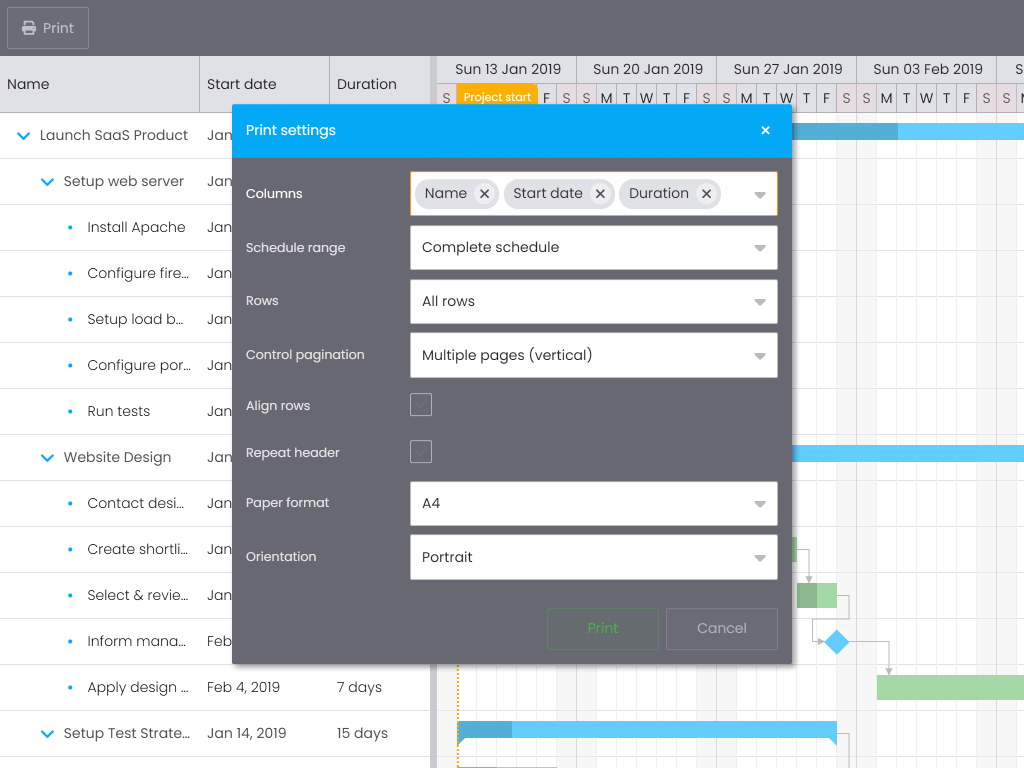 Print
Name Start date Duration
Sun 13 Jan 2019 Sun 20 Jan 2019 Sun 27 Jan 2019 Sun 03 Feb 2019 S
S Project start F S S M T W T F S S M T W T F S S M T W T F S S
Print settings
Columns Name Start date Duration
Schedule range Complete schedule
Rows All rows
Control pagination Multiple pages (vertical)
Align rows
Repeat header
Paper format A4
Orientation Portrait
Print Cancel
Launch SaaS Product Jan
Setup web server Jan
Install Apache Jan
Configure fire... Jan
Setup load b... Jan
Configure por... Jan
Run tests Jan
Website Design Jan
Contact desi... Jan
Create shortli... Jan
Select & revie... Jan
Inform mana... Feb
Apply design ... Feb 4, 2019 7 days
Setup Test Strate... Jan 14, 2019 15 days